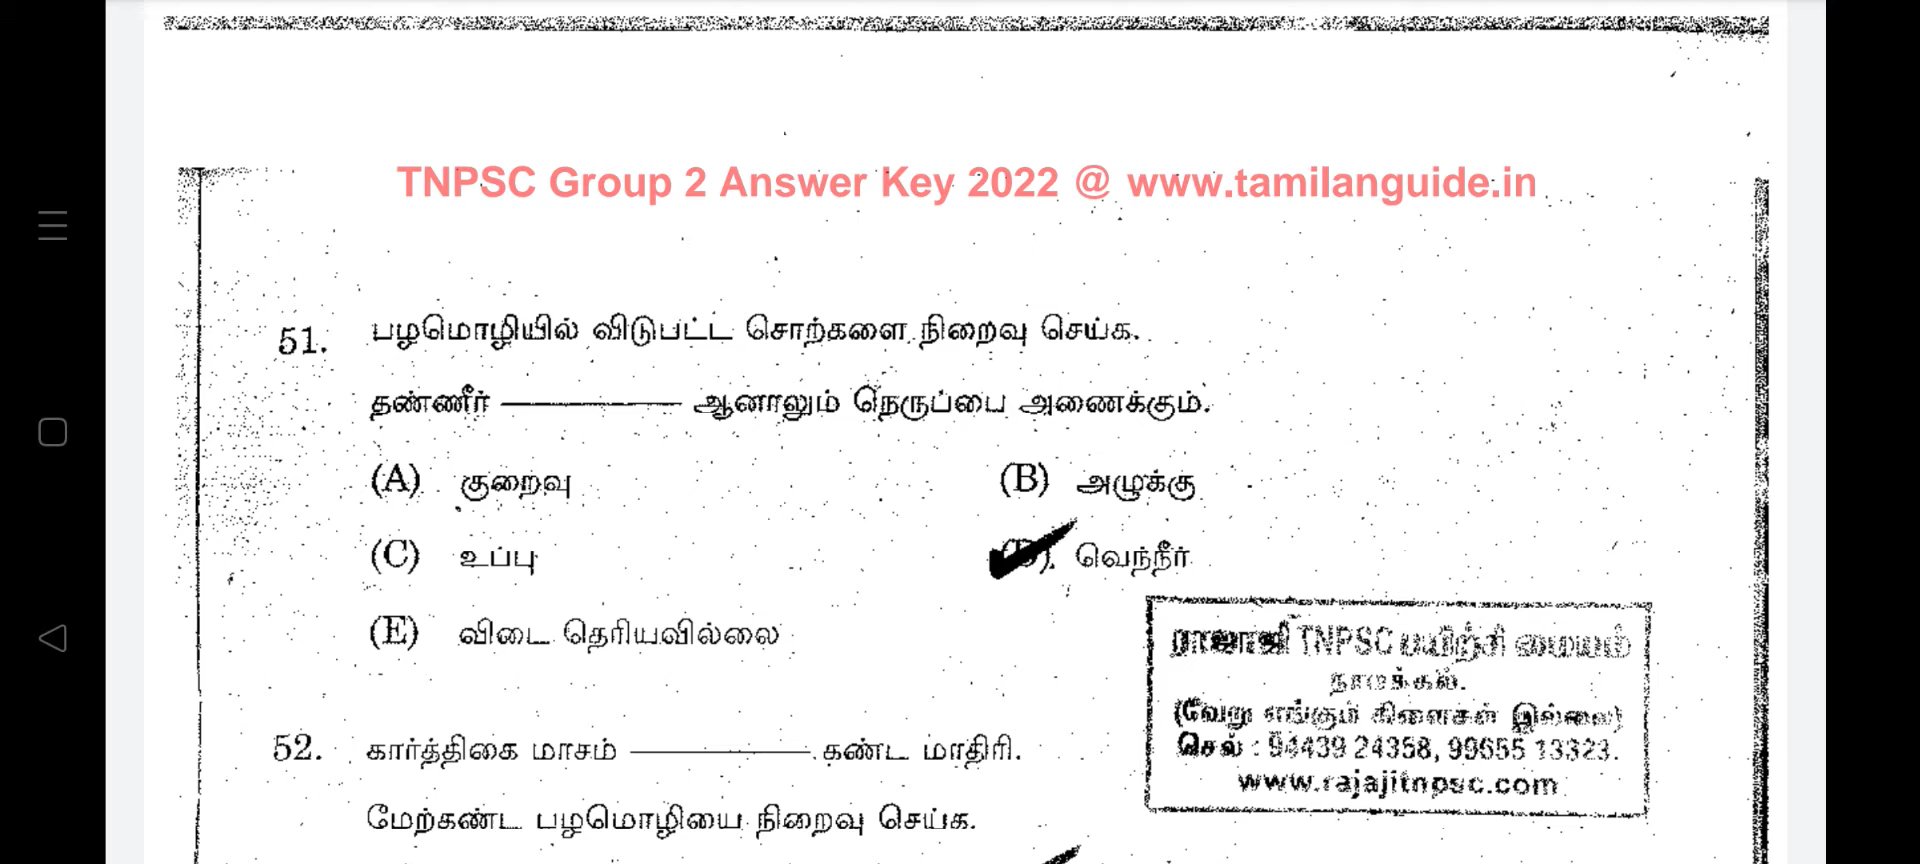 TNPSC Group 2 Answer Key 2022 @ www.tamilanguide.in
51. பழமொழியில் விடுபட்ட சொற்களை நிறைவு செய்க.
தண்ணீர் ————— ஆனாலும் நெருப்பை அணைக்கும்.
(A) குறைவு (B) அழுக்கு
(C) உப்பு (D) வெந்நீர்
(E) விடை தெரியவில்லை
ராஜாஜி TNPSC பயிற்சி மையம்
நாமக்கல்.
(வேறு எங்கும் கிளைகள் இல்லை)
செல் : 94439 24358, 99655 13323.
www.rajajitnpsc.com
52. கார்த்திகை மாசம் ————— கண்ட மாதிரி.
மேற்கண்ட பழமொழியை நிறைவு செய்க.